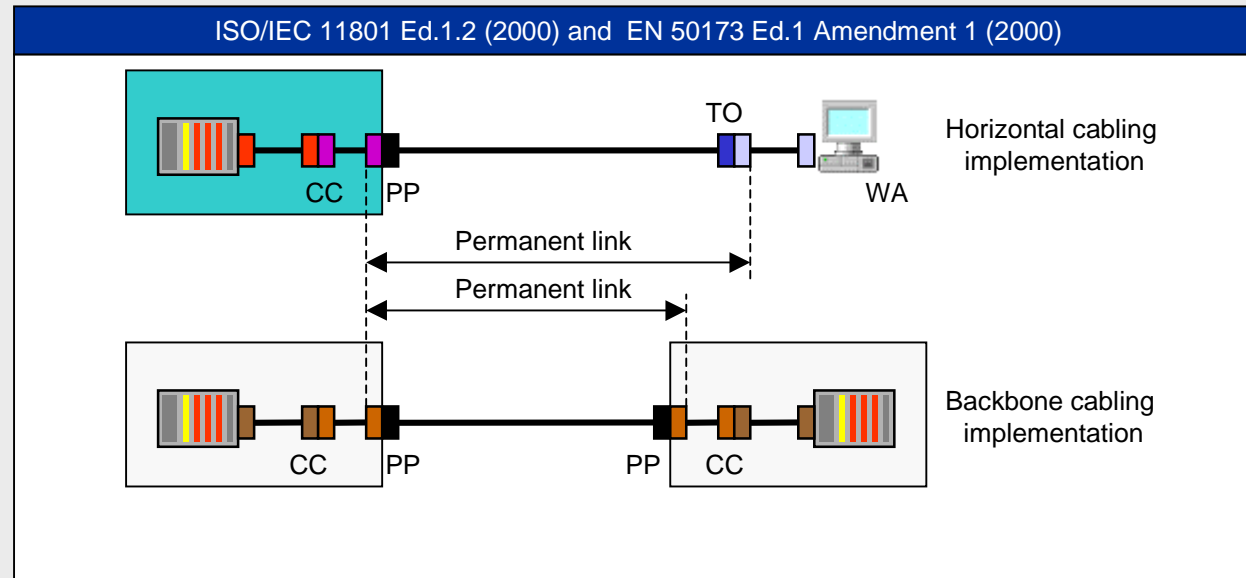 ISO/IEC 11801 Ed.1.2 (2000) and EN 50173 Ed.1 Amendment 1 (2000)
TO
Horizontal cabling
implementation
CC
PP
WA
Permanent link
Permanent link
Backbone cabling
implementation
CC
PP
PP
CC